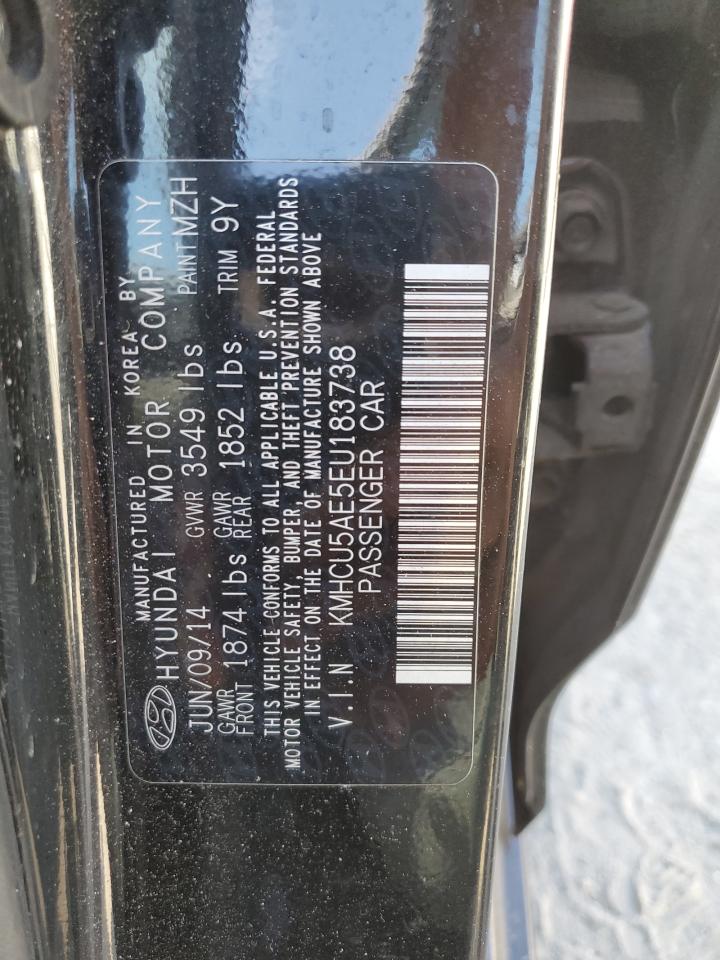 MANUFACTURED IN KOREA BY
HYUNDAI MOTOR COMPANY
JUN/09/14 GVWR 3549 lbs PAINT MZH
GAWR FRONT 1874 lbs GAWR REAR 1852 lbs TRIM 9Y
THIS VEHICLE CONFORMS TO ALL APPLICABLE U.S.A. FEDERAL
MOTOR VEHICLE SAFETY, BUMPER, AND THEFT PREVENTION STANDARDS
IN EFFECT ON THE DATE OF MANUFACTURE SHOWN ABOVE
V.I.N KMHCU5AE5EU183738
PASSENGER CAR